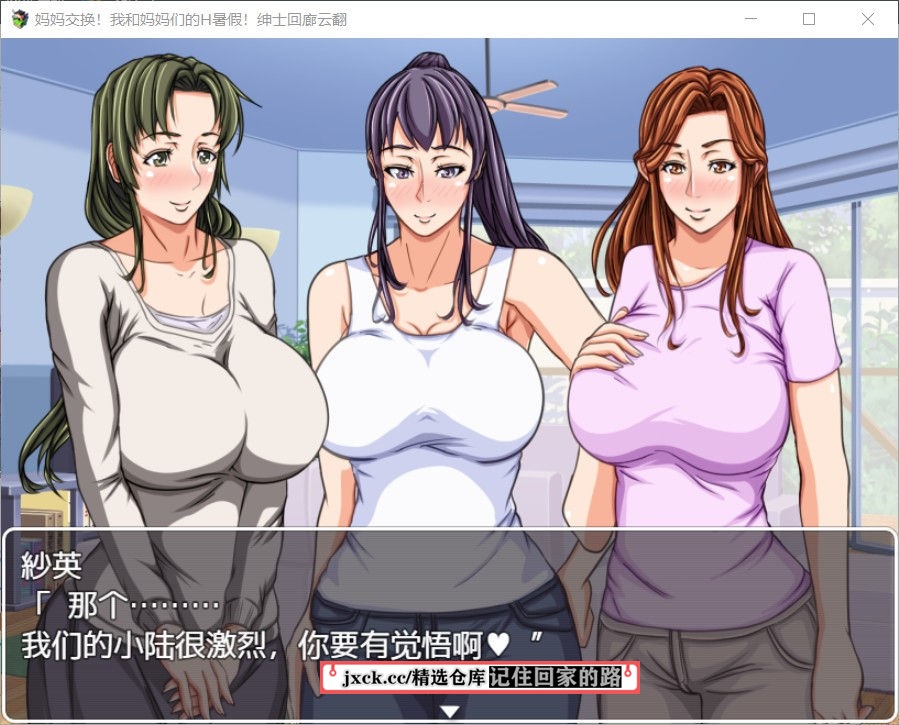 妈妈交换！我和妈妈们的H暑假！绅士回廊云翻
紗英
「 那个………
我们的小陆很激烈，你要有觉悟啊♥ ”
jxck.cc/精选仓库 记住回家的路